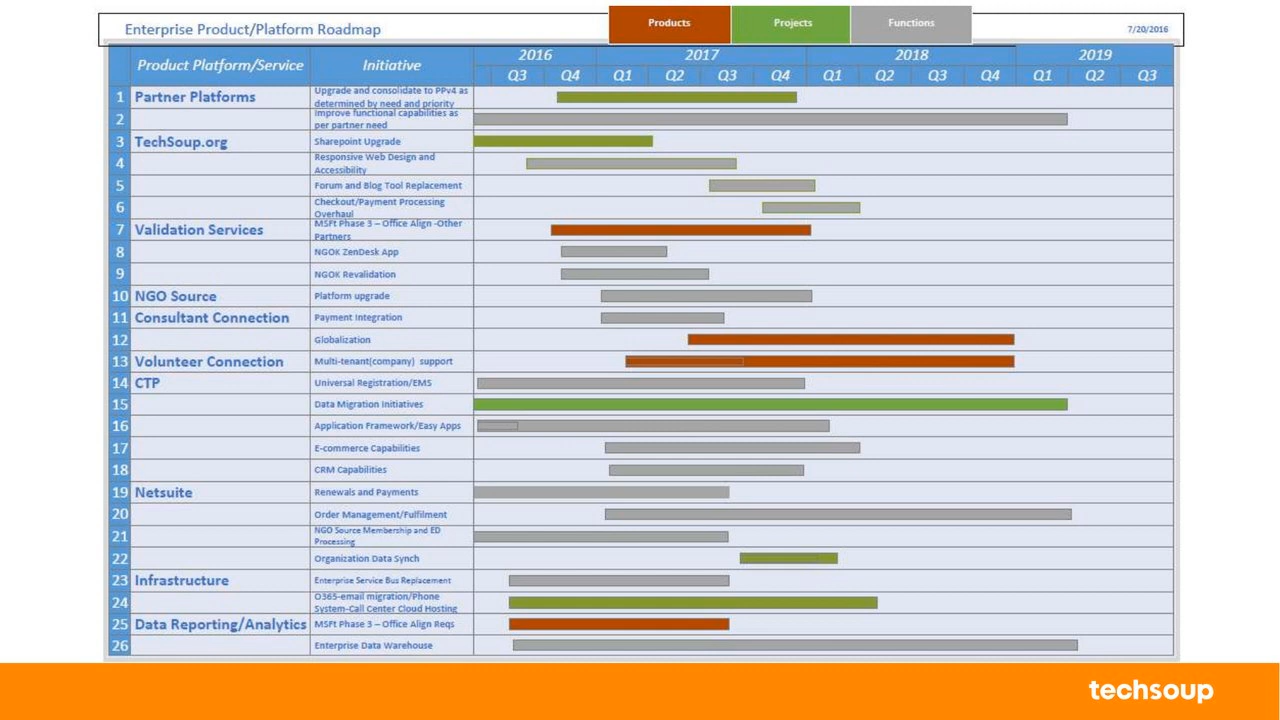 Enterprise Product/Platform Roadmap
Products
Projects
Functions
7/20/2016
Product Platform/Service
Initiative
2016
2017
2018
2019
Q3 Q4 Q1 Q2 Q3 Q4 Q1 Q2 Q3 Q4 Q1 Q2 Q3
1 Partner Platforms
Upgrade and consolidate to PPv4 as
determined by need and priority
2
Improve functional capabilities as
per partner need
3 TechSoup.org Sharepoint Upgrade
4
Responsive Web Design and
Accessibility
5 Forum and Blog Tool Replacement
6
Checkout/Payment Processing
Overhaul
7 Validation Services
MSFt Phase 3 – Office Align -Other
Partners
8 NGOK ZenDesk App
9 NGOK Revalidation
10 NGO Source Platform upgrade
11 Consultant Connection Payment Integration
12 Globalization
13 Volunteer Connection Multi-tenant(company) support
14 CTP Universal Registration/EMS
15 Data Migration Initiatives
16 Application Framework/Easy Apps
17 E-commerce Capabilities
18 CRM Capabilities
19 Netsuite Renewals and Payments
20 Order Management/Fulfilment
21
NGO Source Membership and ED
Processing
22 Organization Data Synch
23 Infrastructure Enterprise Service Bus Replacement
24
O365-email migration/Phone
System-Call Center Cloud Hosting
25 Data Reporting/Analytics MSFt Phase 3 – Office Align Reqs
26 Enterprise Data Warehouse
techsoup